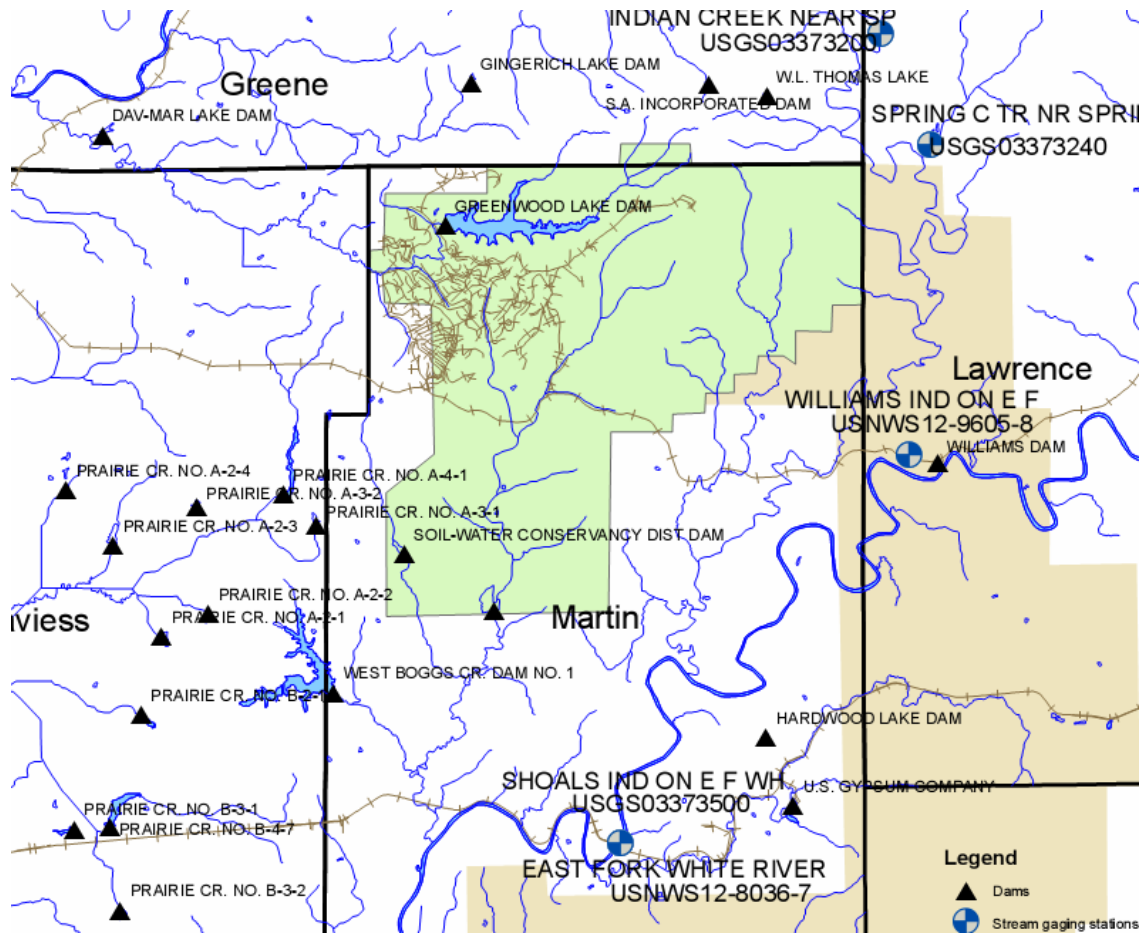 INDIAN CREEK NEAR SP
USGS03373200
GINGERICH LAKE DAM
W.L. THOMAS LAKE
Greene
S.A. INCORPORATED DAM
SPRING C TR NR SPRI
DAV-MAR LAKE DAM
USGS03373240
GREENWOOD LAKE DAM
Lawrence
WILLIAMS IND ON E F
USNWS12-9605-8
WILLIAMS DAM
PRAIRIE CR. NO. A-2-4
PRAIRIE CR. NO. A-4-1
PRAIRIE CR. NO. A-3-2
PRAIRIE CR. NO. A-3-1
PRAIRIE CR. NO. A-2-3
SOIL-WATER CONSERVANCY DIST DAM
PRAIRIE CR. NO. A-2-2
PRAIRIE CR. NO. A-2-1
viess
Martin
WEST BOGGS CR. DAM NO. 1
PRAIRIE CR. NO. B-2-
HARDWOOD LAKE DAM
SHOALS IND ON E F WH
U.S. GYPSUM COMPANY
USGS03373500
PRAIRIE CR. NO. B-3-1
PRAIRIE CR. NO. B-4-7
EAST FORK WHITE RIVER
USNWS12-8036-7
PRAIRIE CR. NO. B-3-2
Legend
Dams
Stream gaging stations